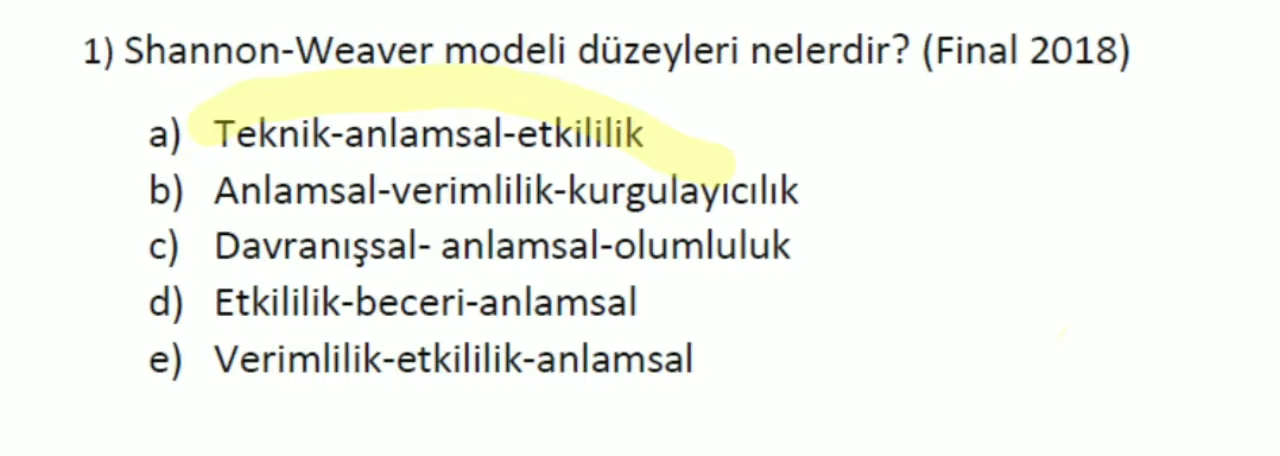 1) Shannon-Weaver modeli düzeyleri nelerdir? (Final 2018)
a) Teknik-anlamsal-etkililik
b) Anlamsal-verimlilik-kurgulayıcılık
c) Davranışsal- anlamsal-olumluluk
d) Etkililik-beceri-anlamsal
e) Verimlilik-etkililik-anlamsal